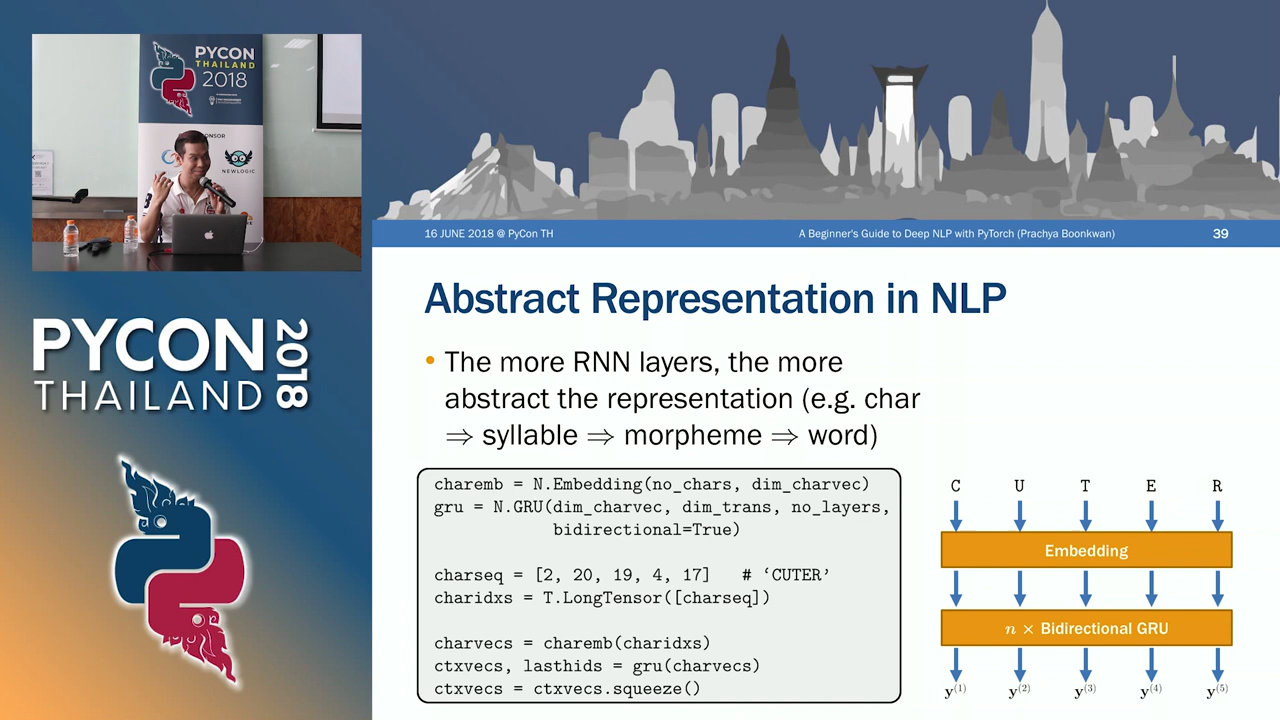 PYCON
THAILAND
2018
NEWLOGIC
PYCON
THAILAND
2018
16 JUNE 2018 @ PyCon TH
A Beginner's Guide to Deep NLP with PyTorch (Prachya Boonkwan)
39
Abstract Representation in NLP
• The more RNN layers, the more
abstract the representation (e.g. char
⇒ syllable ⇒ morpheme ⇒ word)
charemb = N.Embedding(no_chars, dim_charvec)
gru = N.GRU(dim_charvec, dim_trans, no_layers,
bidirectional=True)
charseq = [2, 20, 19, 4, 17] # ‘CUTER’
charidxs = T.LongTensor([charseq])
charvecs = charemb(charidxs)
ctxvecs, lasthids = gru(charvecs)
ctxvecs = ctxvecs.squeeze()
C U T E R
Embedding
n × Bidirectional GRU
y⁽¹⁾ y⁽²⁾ y⁽³⁾ y⁽⁴⁾ y⁽⁵⁾